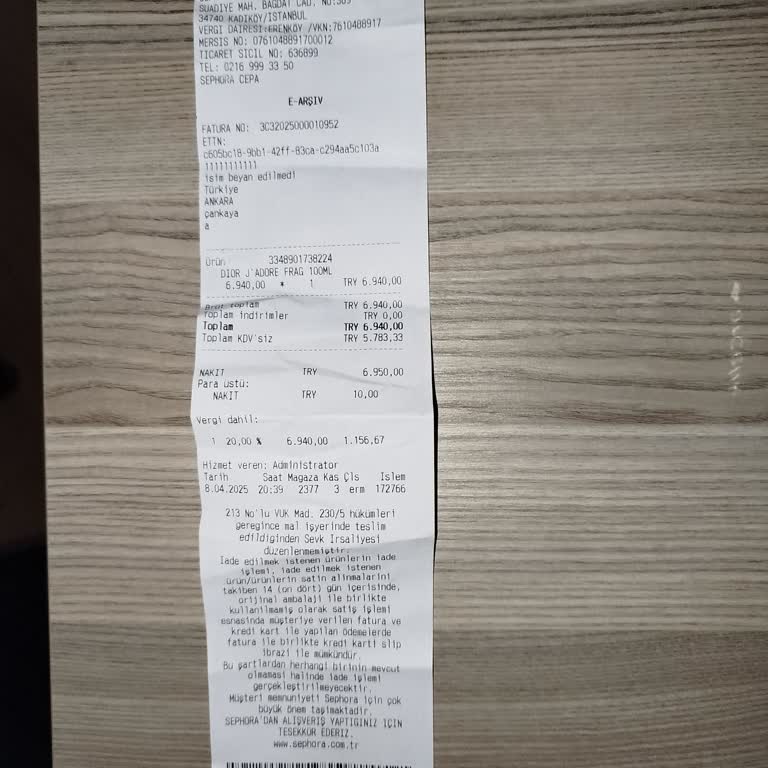 SUADIYE MAH. BAGDAT CAD. NO:389
34740 KADIKÖY/ISTANBUL
VERGI DAIRESI:ERENKÖY /VKN:7610488917
MERSIS NO: 0761048891700012
TICARET SICIL NO: 636899
TEL: 0216 999 33 50
SEPHORA CEPA
E-ARŞIV
FATURA NO: 3C32025000010952
ETTN:
c605bc18-9bb1-42ff-83ca-c294aa5c103a
11111111111
isim beyan edilmedi
Türkiye
ANKARA
çankaya
a
Ürün 3348901738224
DIOR J'ADORE FRAG 100ML
6.940,00 * 1 TRY 6.940,00
Brüt toplam TRY 6.940,00
Toplam indirimler TRY 0,00
Toplam TRY 6.940,00
Toplam KDV'siz TRY 5.783,33
NAKIT TRY 6.950,00
Para üstü:
NAKIT TRY 10,00
Vergi dahil:
1 20,00 % 6.940,00 1.156,67
Hizmet veren: Administrator
Tarih Saat Magaza Kas Çls Islem
8.04.2025 20:39 2377 3 erm 172766
213 No'lu VUK Mad. 230/5 hükümleri
geregince mal işyerinde teslim
edildiginden Sevk Irsaliyesi
düzenlenmemiştir.
Iade edilmek istenen ürünlerin iade
işlemi, iade edilmek istenen
ürün/ürünlerin satin alinmalarini
takiben 14 (on dört) gün içerisinde,
orijinal ambalaji ile birlikte
kullanilmamiş olarak satiş işlemi
esnasinda müşteriye verilen fatura ve
kredi kart ile yapilan ödemelerde
fatura ile birlikte kredi karti slip
ibrazi ile mümkündür.
Bu şartlardan herhangi birinin mevcut
olmamasi halinde iade işlemi
gerçekleştirilmeyecektir.
Müşteri memnuniyeti Sephora için çok
büyük önem taşimaktadir.
SEPHORA'DAN ALIŞVERIŞ YAPTIGINIZ IÇIN
TESEKKÜR EDERIZ.
www.sephora.com.tr